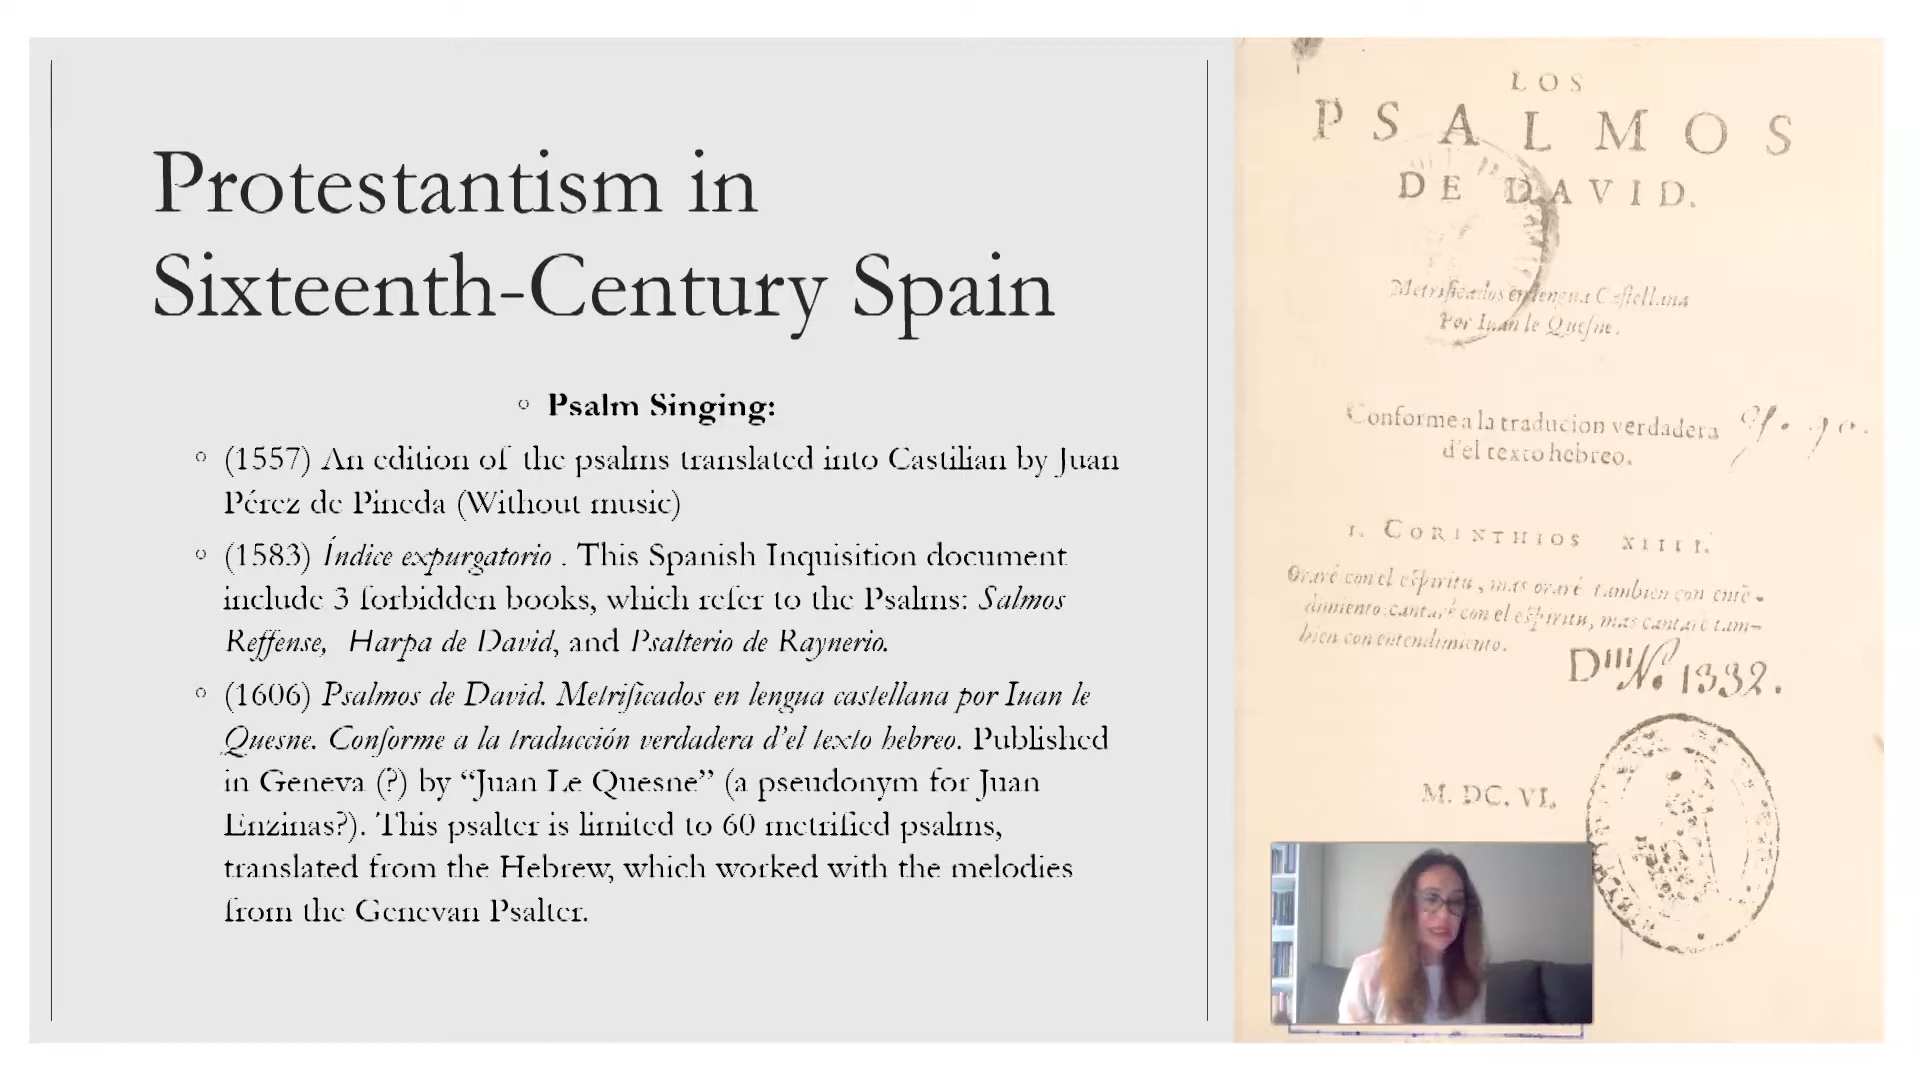 Protestantism in
Sixteenth-Century Spain
Psalm Singing:
(1557) An edition of the psalms translated into Castilian by Juan
Pérez de Pineda (Without music)
(1583) Índice expurgatorio . This Spanish Inquisition document
include 3 forbidden books, which refer to the Psalms: Salmos
Reffense, Harpa de David, and Psalterio de Raynerio.
(1606) Psalmos de David. Metrificados en lengua castellana por Iuan le
Quesne. Conforme a la traducción verdadera d’el texto hebreo. Published
in Geneva (?) by “Juan Le Quesne” (a pseudonym for Juan
Enzinas?). This psalter is limited to 60 metrified psalms,
translated from the Hebrew, which worked with the melodies
from the Genevan Psalter.
LOS
PSALMOS
DE DAVID.
Metrificados en lengua Castellana
Por Iuan le Quesne.
Conforme a la traducion verdadera
d'el texto hebreo.
I. CORINTHIOS XIIII.
Oraré con el espiritu, mas oraré tambien con enté-
dimiento: cantaré con el espiritu, mas cantaré tam-
bien con entendimiento.
M. DC. VI.